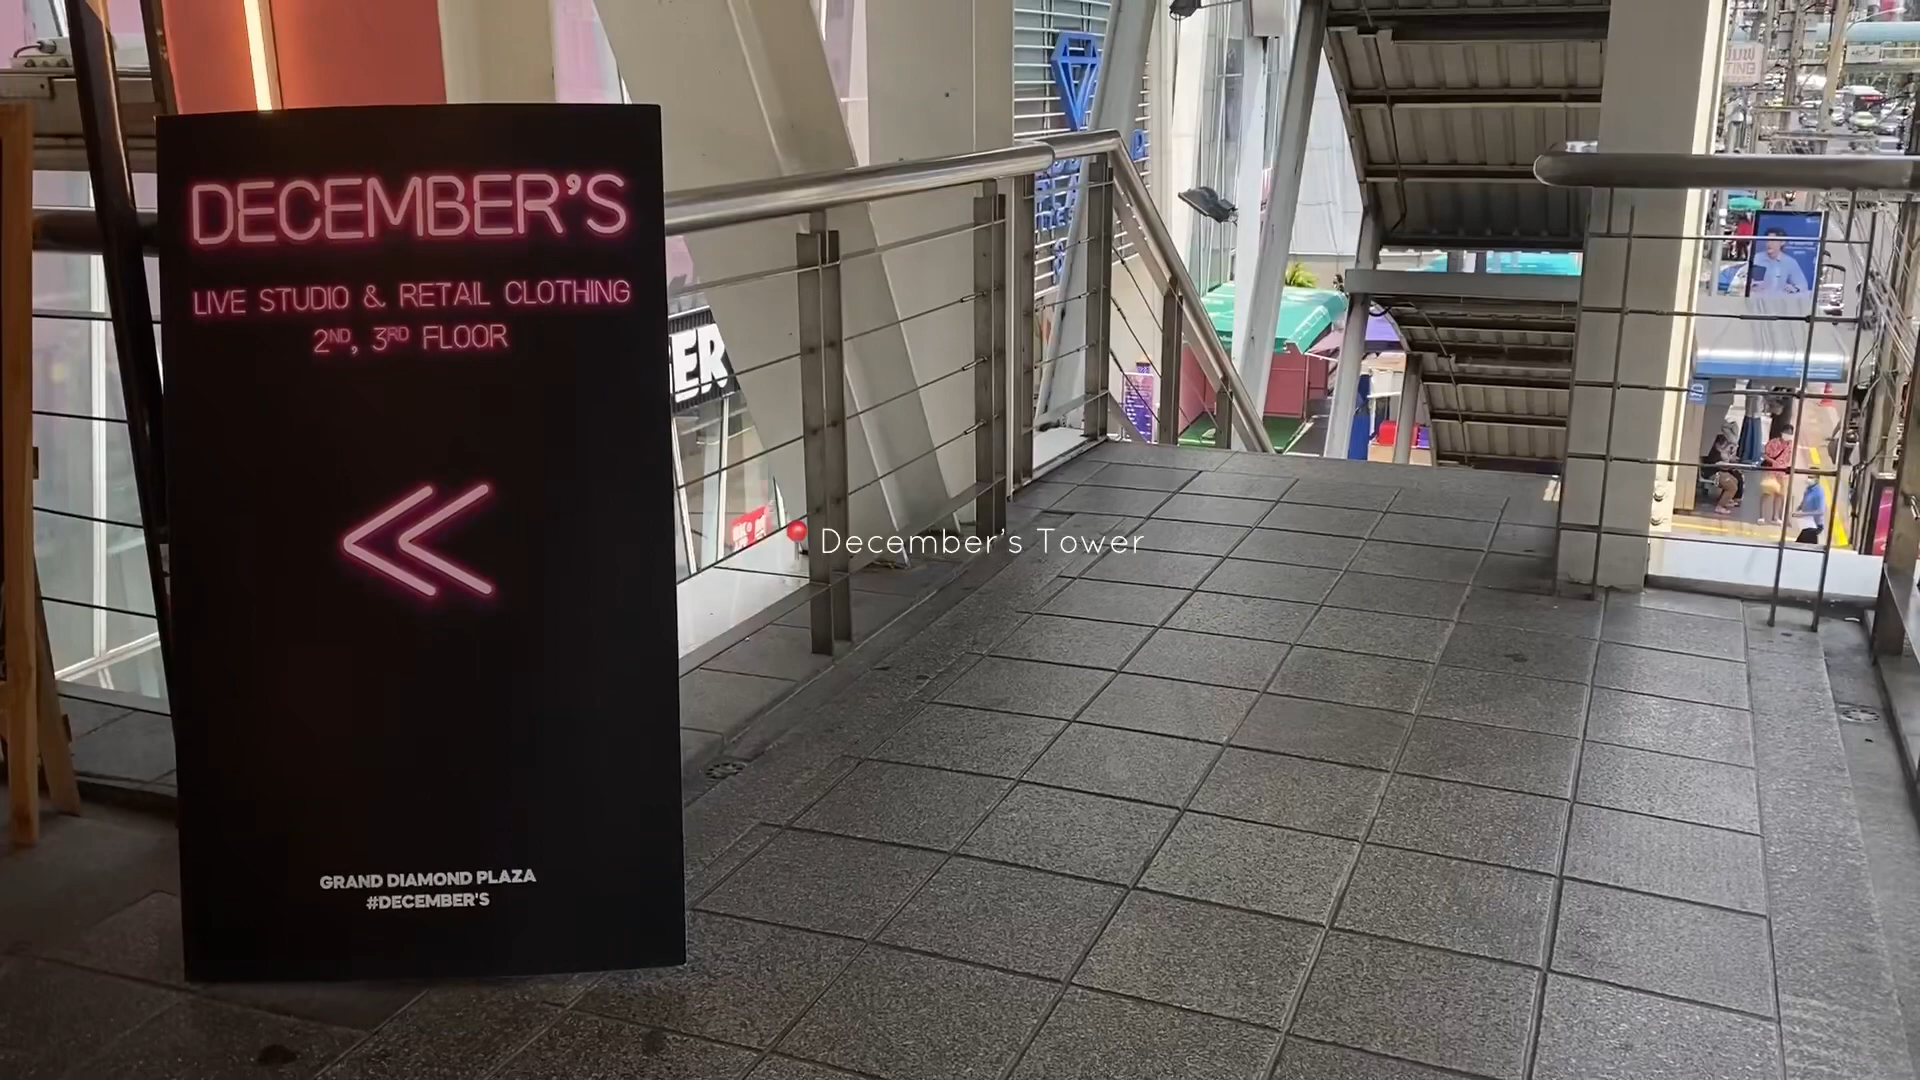 DECEMBER'S
LIVE STUDIO & RETAIL CLOTHING
2ND, 3RD FLOOR
GRAND DIAMOND PLAZA
#DECEMBER'S
December's Tower